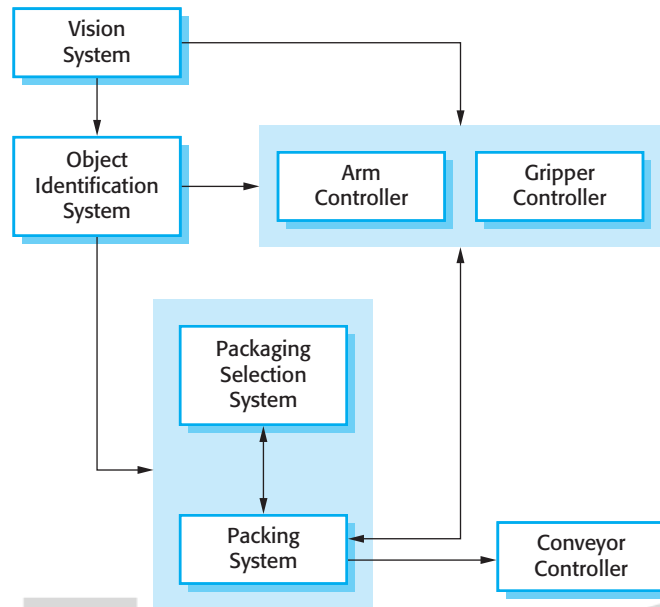 Vision
System
Object
Identification
System
Arm
Controller
Gripper
Controller
Packaging
Selection
System
Packing
System
Conveyor
Controller